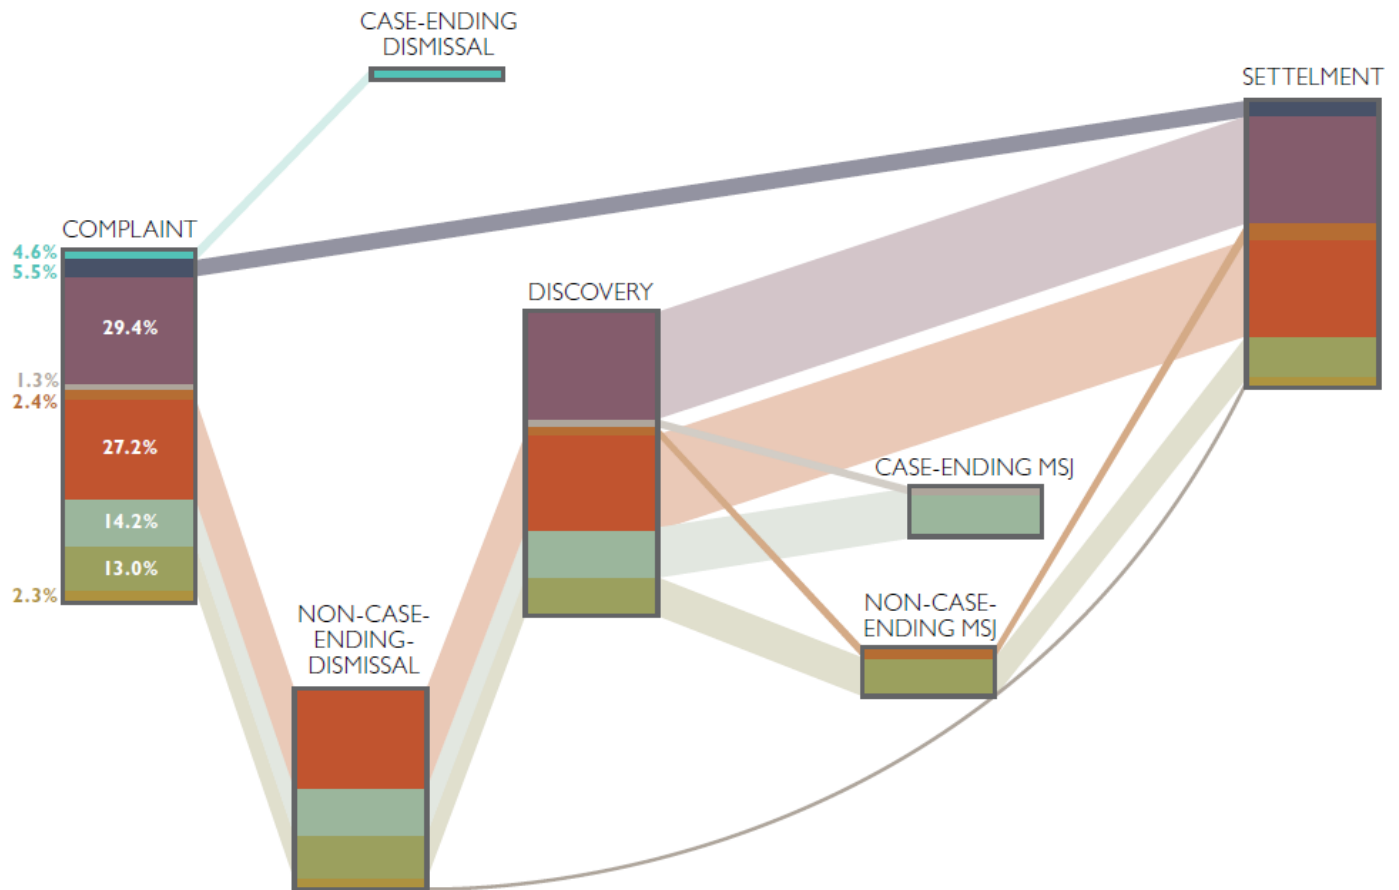 CASE-ENDING
DISMISSAL
SETTELMENT
COMPLAINT
4.6%
5.5%
29.4%
1.3%
2.4%
27.2%
14.2%
13.0%
2.3%
DISCOVERY
CASE-ENDING MSJ
NON-CASE-
ENDING-
DISMISSAL
NON-CASE-
ENDING MSJ